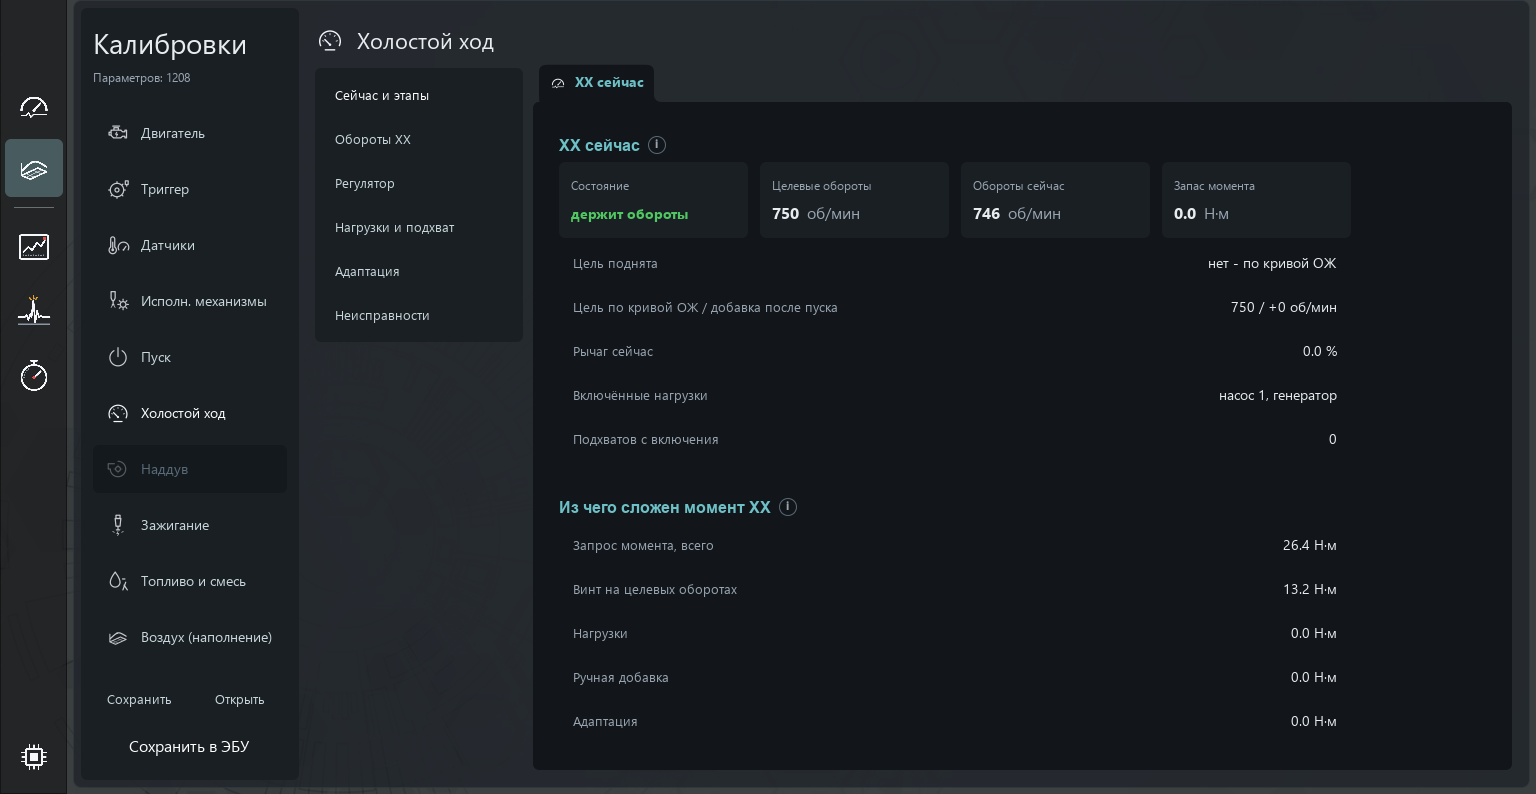 Калибровки
Параметров: 1208
Двигатель
Триггер
Датчики
Исполн. механизмы
Пуск
Холостой ход
Наддув
Зажигание
Топливо и смесь
Воздух (наполнение)
Сохранить Открыть
Сохранить в ЭБУ
Холостой ход
Сейчас и этапы
Обороты ХХ
Регулятор
Нагрузки и подхват
Адаптация
Неисправности
ХХ сейчас
ХХ сейчас
Состояние
держит обороты
Целевые обороты
750 об/мин
Обороты сейчас
746 об/мин
Запас момента
0.0 Н·м
Цель поднята нет - по кривой ОЖ
Цель по кривой ОЖ / добавка после пуска 750 / +0 об/мин
Рычаг сейчас 0.0 %
Включённые нагрузки насос 1, генератор
Подхватов с включения 0
Из чего сложен момент ХХ
Запрос момента, всего 26.4 Н·м
Винт на целевых оборотах 13.2 Н·м
Нагрузки 0.0 Н·м
Ручная добавка 0.0 Н·м
Адаптация 0.0 Н·м